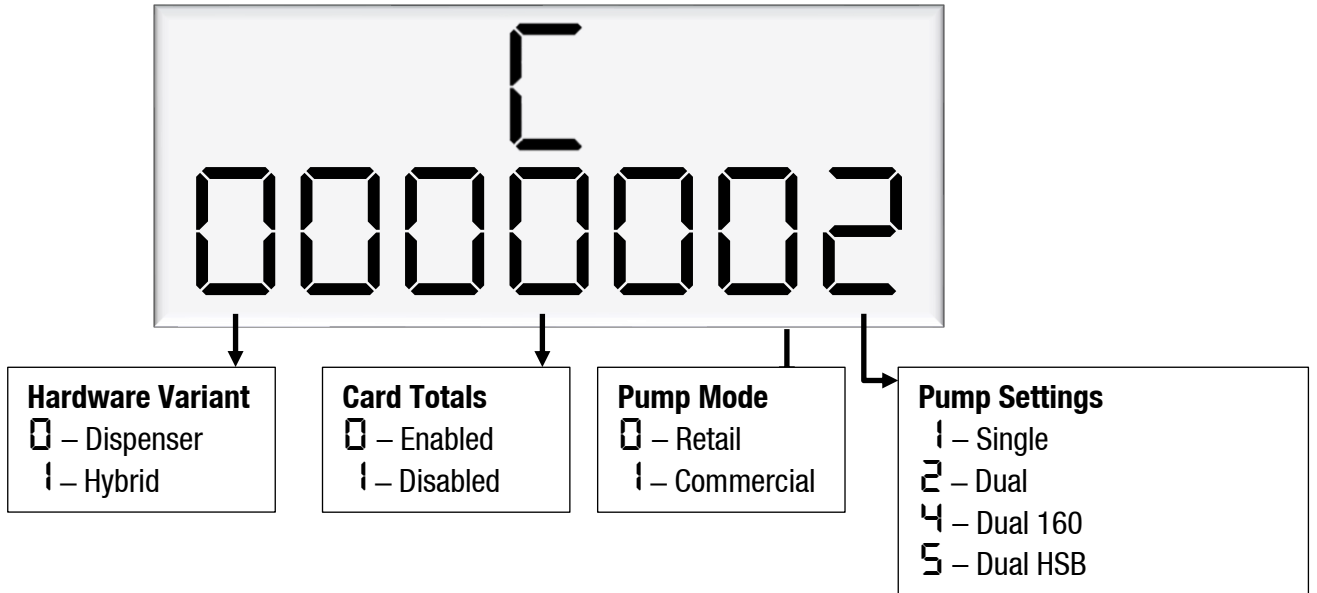 C
0000002
Hardware Variant
0 – Dispenser
1 – Hybrid
Card Totals
0 – Enabled
1 – Disabled
Pump Mode
0 – Retail
1 – Commercial
Pump Settings
1 – Single
2 – Dual
4 – Dual 160
5 – Dual HSB